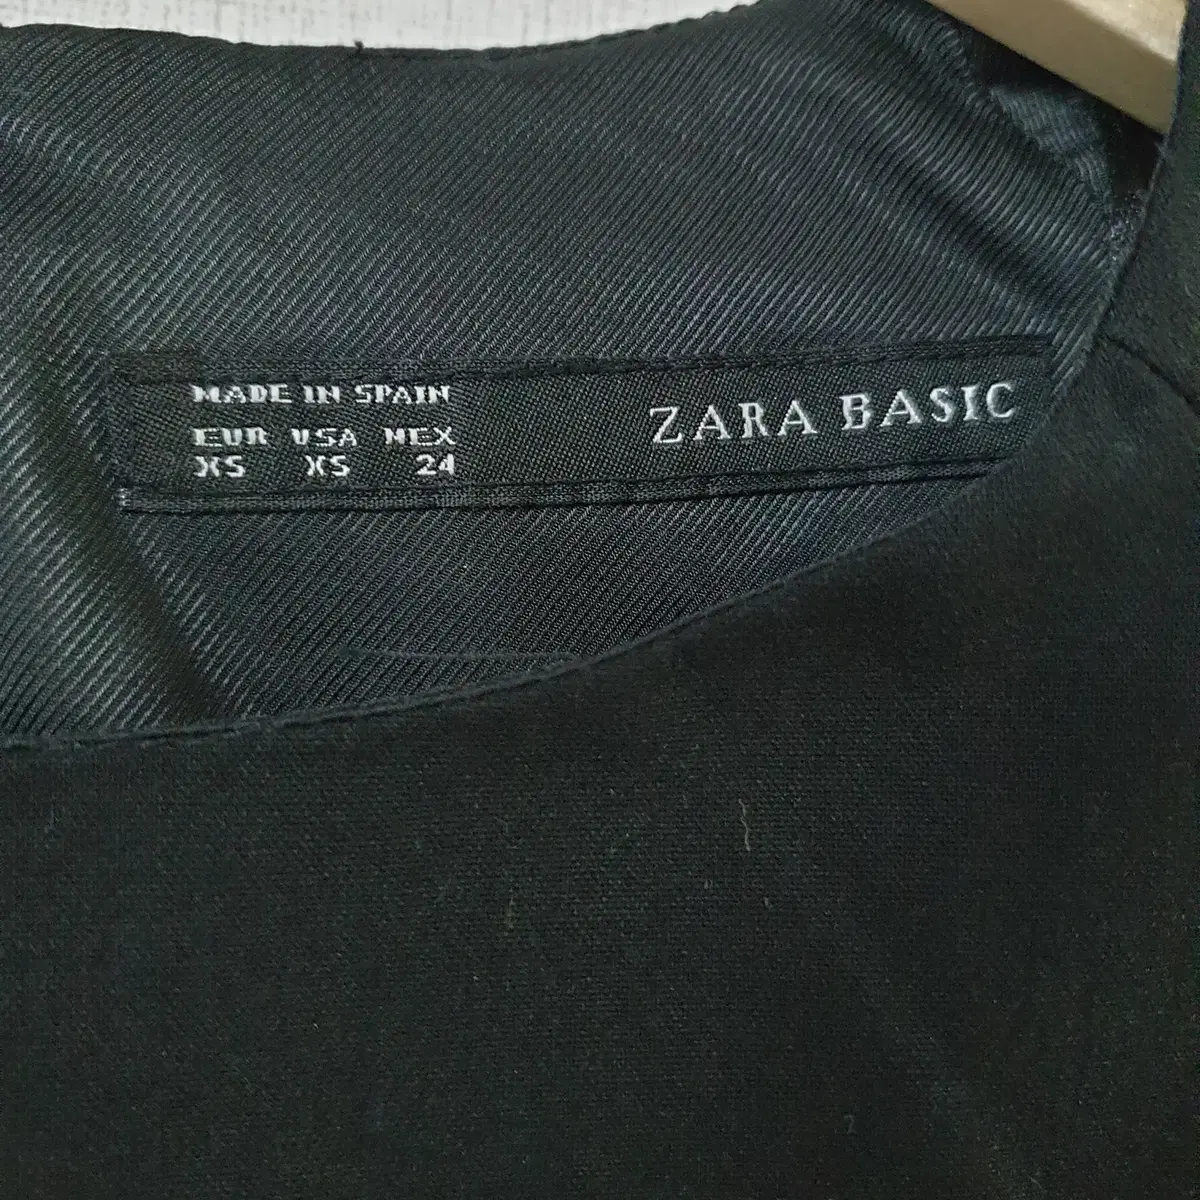 MADE IN SPAIN
EUR USA MEX
XS XS 24
ZARA BASIC